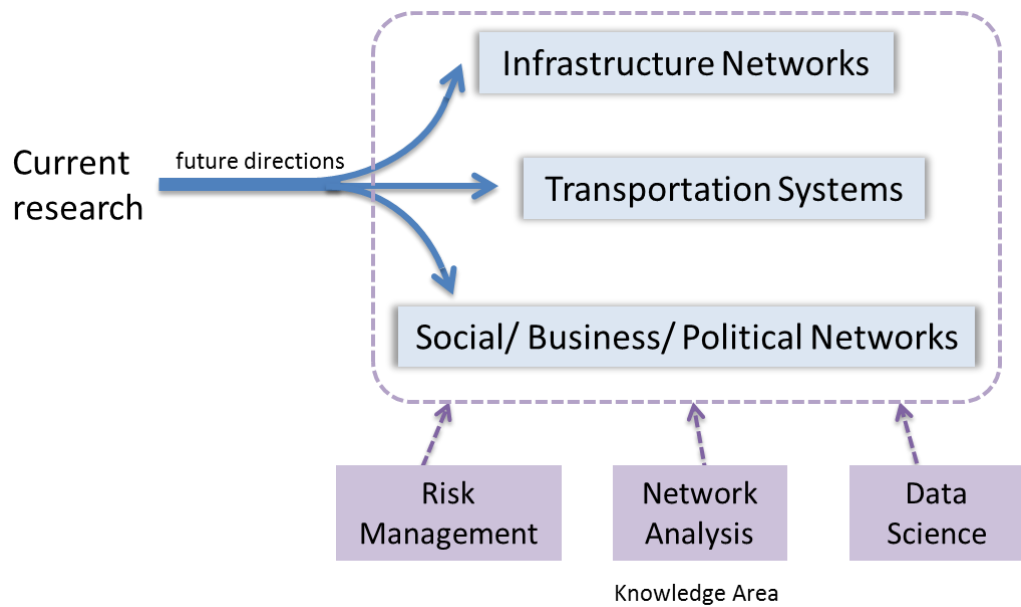 Infrastructure Networks
Current
research
future directions
Transportation Systems
Social/ Business/ Political Networks
Risk
Management
Network
Analysis
Data
Science
Knowledge Area